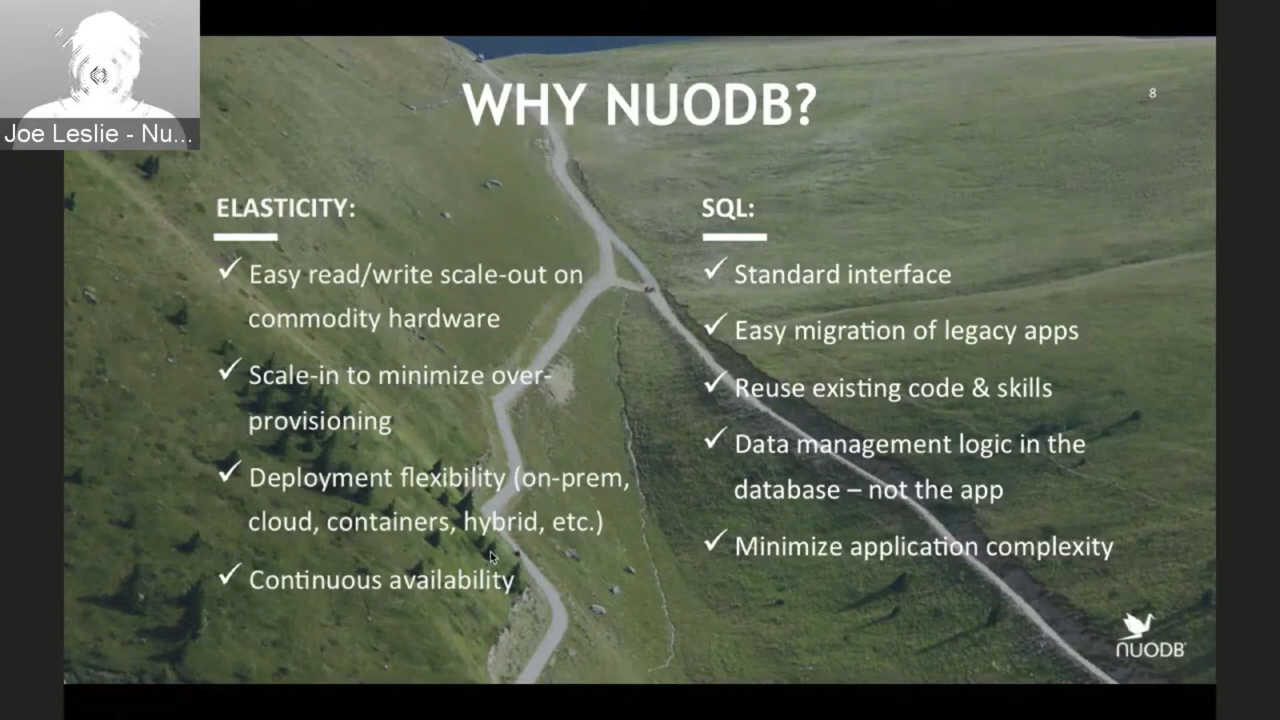 Joe Leslie - Nu...
WHY NUODB?
8
ELASTICITY:
✓ Easy read/write scale-out on
commodity hardware
✓ Scale-in to minimize over-
provisioning
✓ Deployment flexibility (on-prem,
cloud, containers, hybrid, etc.)
✓ Continuous availability
SQL:
✓ Standard interface
✓ Easy migration of legacy apps
✓ Reuse existing code & skills
✓ Data management logic in the
database – not the app
✓ Minimize application complexity
NUODB